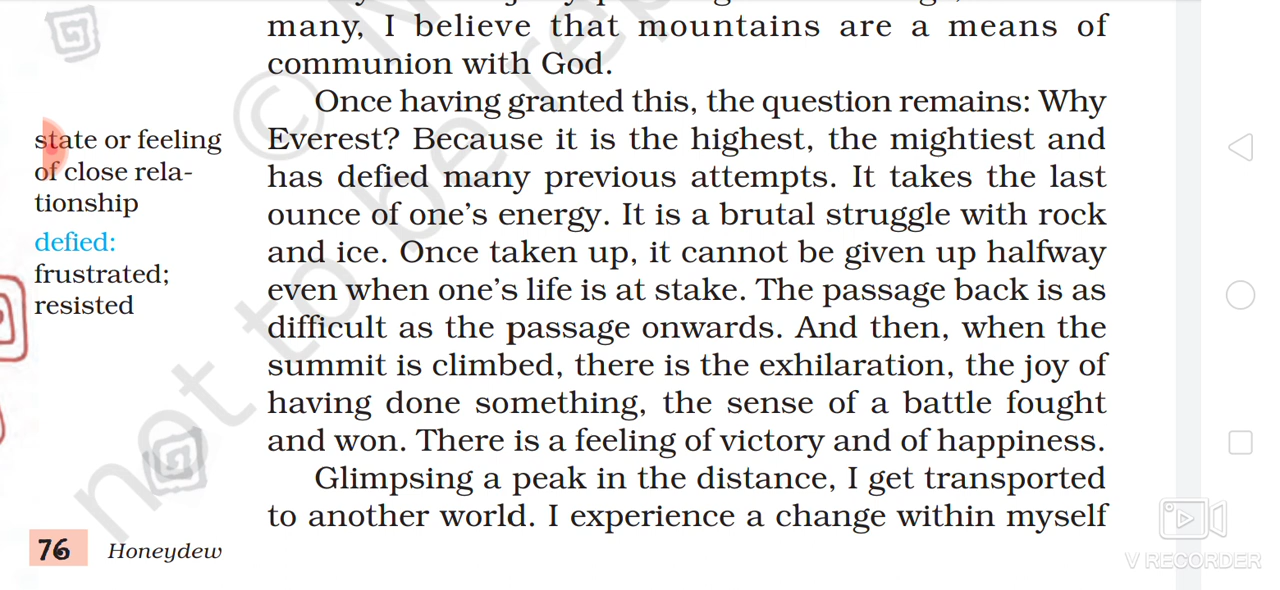 many, I believe that mountains are a means of
communion with God.
Once having granted this, the question remains: Why
Everest? Because it is the highest, the mightiest and
has defied many previous attempts. It takes the last
ounce of one's energy. It is a brutal struggle with rock
and ice. Once taken up, it cannot be given up halfway
even when one's life is at stake. The passage back is as
difficult as the passage onwards. And then, when the
summit is climbed, there is the exhilaration, the joy of
having done something, the sense of a battle fought
and won. There is a feeling of victory and of happiness.
Glimpsing a peak in the distance, I get transported
to another world. I experience a change within myself
state or feeling
of close rela-
tionship
defied:
frustrated;
resisted
76 Honeydew
not to be
©
V RECORDER